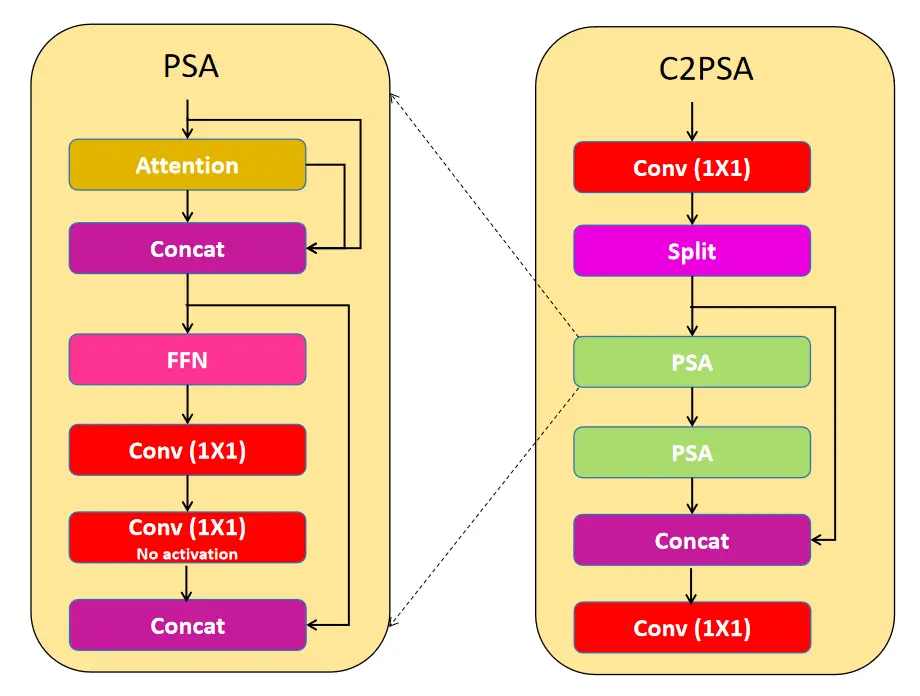 PSA
Attention
Concat
FFN
Conv (1X1)
Conv (1X1)
No activation
Concat
C2PSA
Conv (1X1)
Split
PSA
PSA
Concat
Conv (1X1)